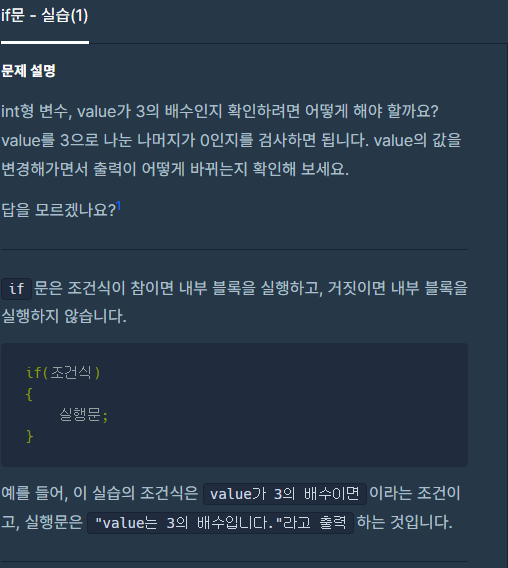 if문 - 실습(1)
문제 설명
int형 변수, value가 3의 배수인지 확인하려면 어떻게 해야 할까요?
value를 3으로 나눈 나머지가 0인지를 검사하면 됩니다. value의 값을
변경해가면서 출력이 어떻게 바뀌는지 확인해 보세요.
답을 모르겠나요?1
if 문은 조건식이 참이면 내부 블록을 실행하고, 거짓이면 내부 블록을
실행하지 않습니다.
if(조건식)
{
실행문;
}
예를 들어, 이 실습의 조건식은 value가 3의 배수이면 이라는 조건이
고, 실행문은 "value는 3의 배수입니다."라고 출력 하는 것입니다.